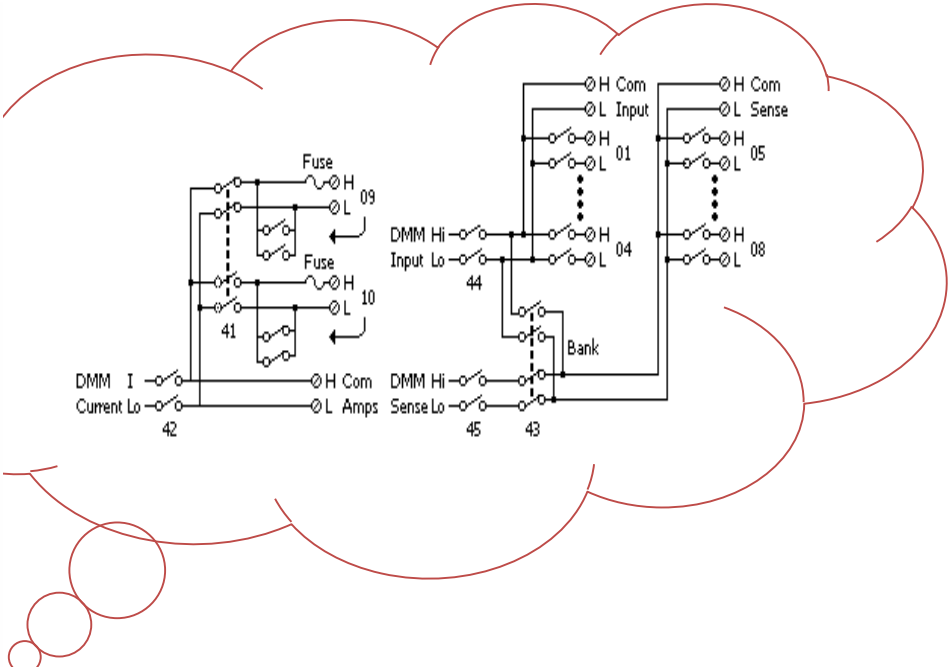 H Com
L Input
H
01
L
H
04
L
H Com
L Sense
H
05
L
H
08
L
Fuse
H
09
L
Fuse
H
10
L
41
DMM I
Current Lo
42
H Com
L Amps
DMM Hi
Input Lo
44
Bank
DMM Hi
Sense Lo
45
43